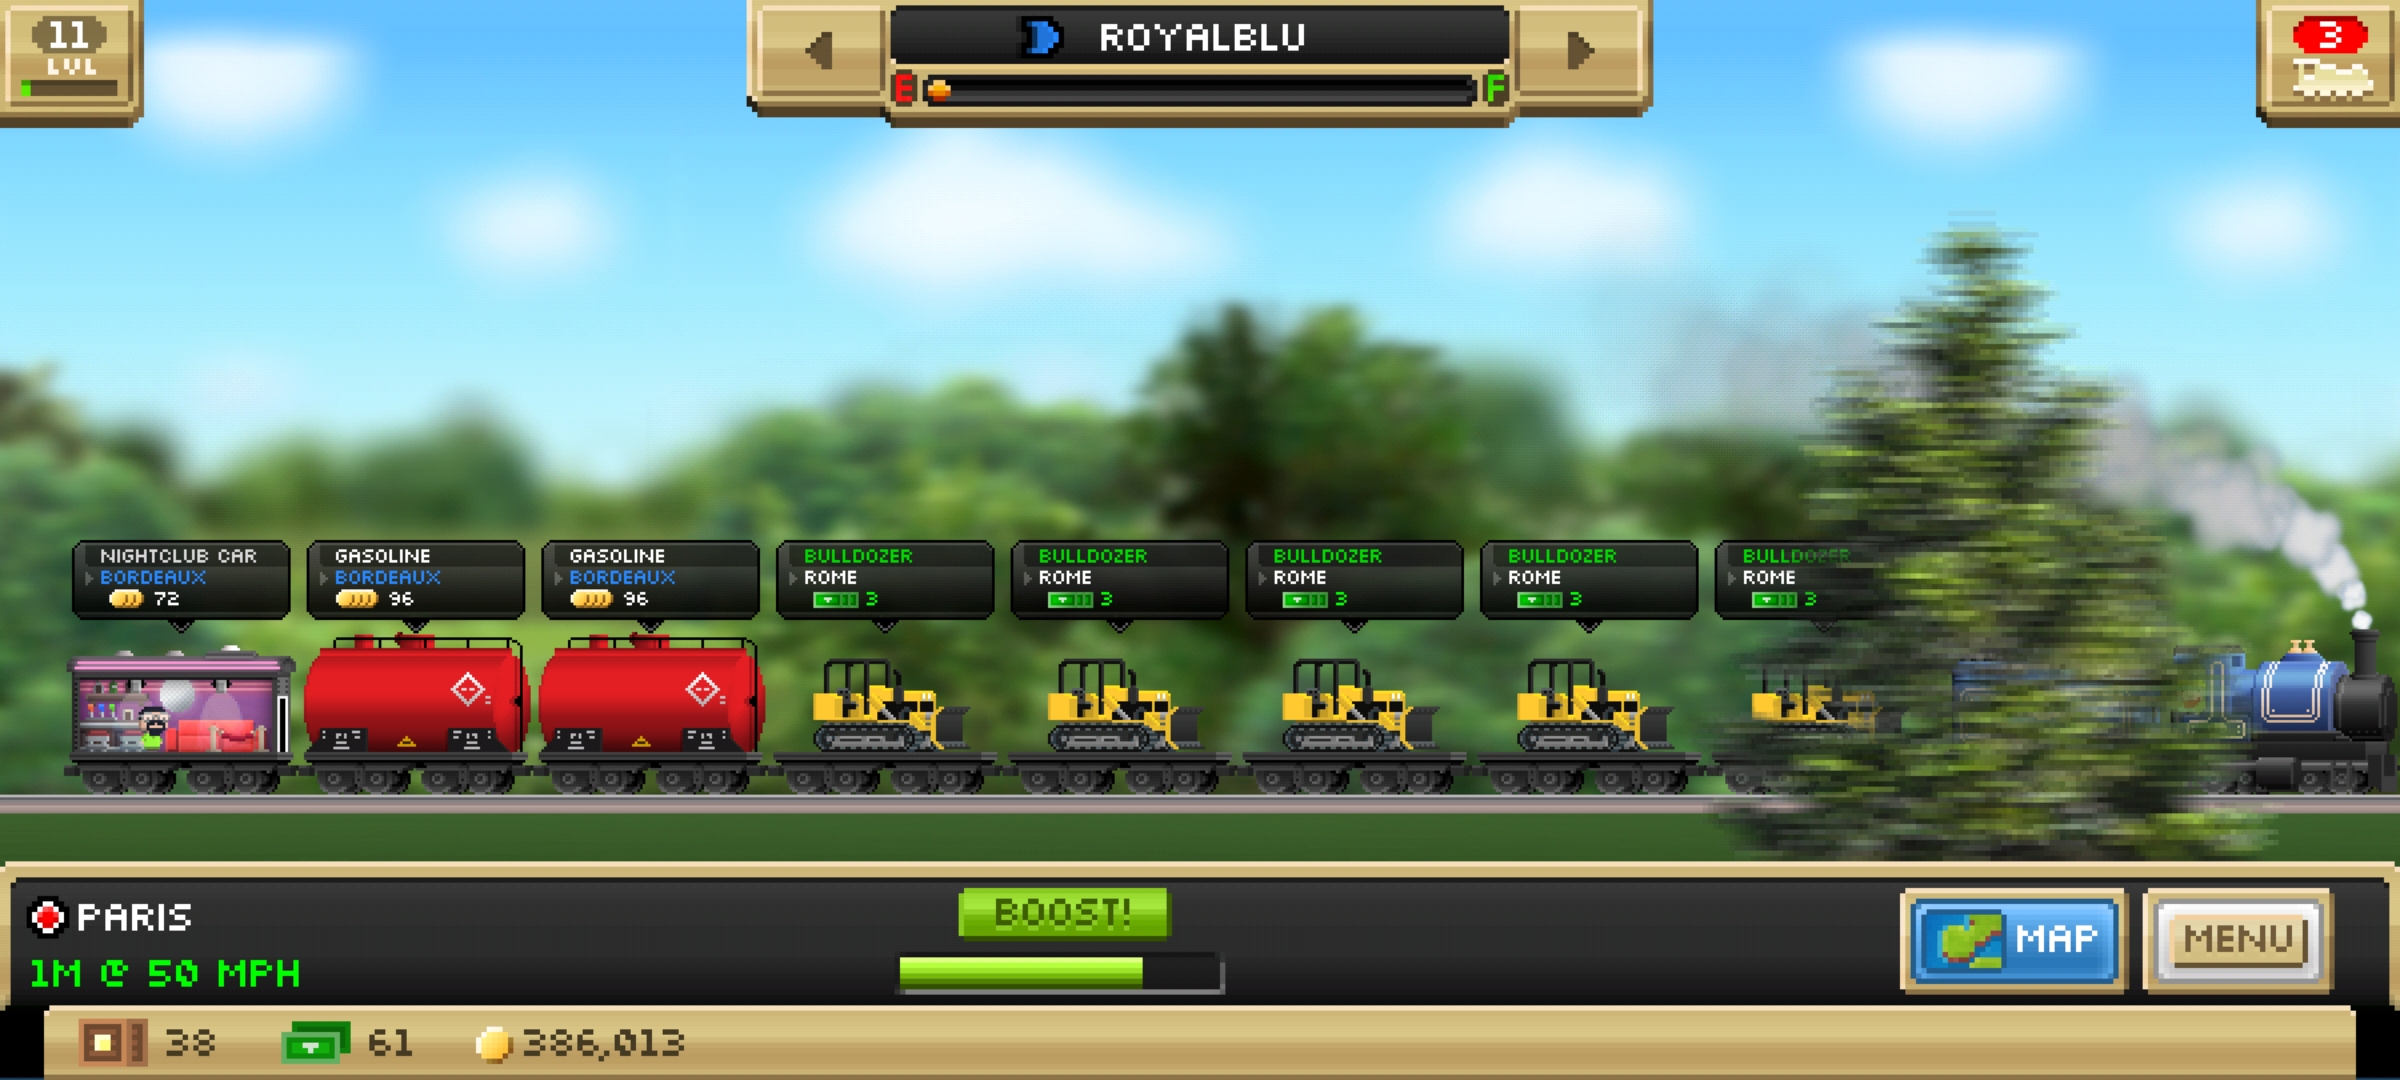 11
LVL
ROYALBLU
E F
3
NIGHTCLUB CAR
BORDEAUX
72
GASOLINE
BORDEAUX
96
GASOLINE
BORDEAUX
96
BULLDOZER
ROME
3
BULLDOZER
ROME
3
BULLDOZER
ROME
3
BULLDOZER
ROME
3
BULLDOZER
ROME
3
PARIS
1M @ 50 MPH
BOOST!
MAP
MENU
38
61
386,013